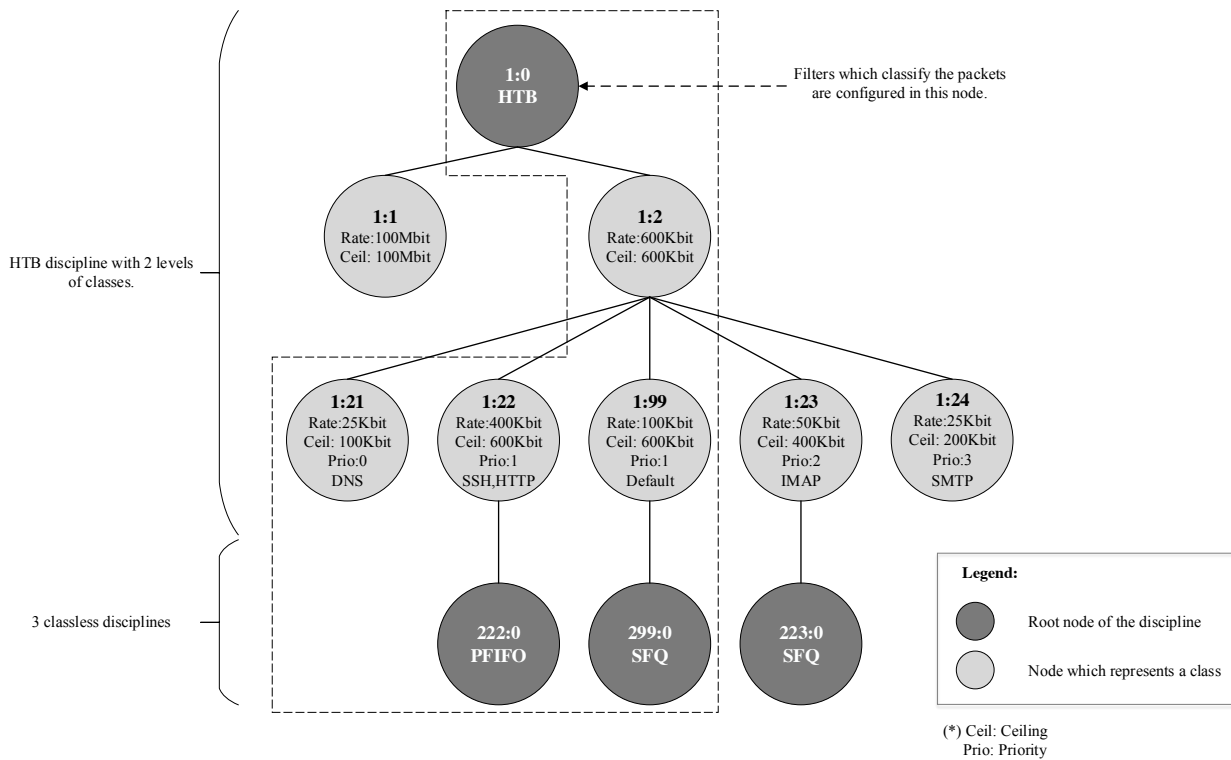 1:0
HTB
Filters which classify the packets
are configured in this node.
1:1
Rate:100Mbit
Ceil: 100Mbit
1:2
Rate:600Kbit
Ceil: 600Kbit
HTB discipline with 2 levels
of classes.
1:21
Rate:25Kbit
Ceil: 100Kbit
Prio:0
DNS
1:22
Rate:400Kbit
Ceil: 600Kbit
Prio:1
SSH,HTTP
1:99
Rate:100Kbit
Ceil: 600Kbit
Prio:1
Default
1:23
Rate:50Kbit
Ceil: 400Kbit
Prio:2
IMAP
1:24
Rate:25Kbit
Ceil: 200Kbit
Prio:3
SMTP
3 classless disciplines
222:0
PFIFO
299:0
SFQ
223:0
SFQ
Legend:
Root node of the discipline
Node which represents a class
(*) Ceil: Ceiling
Prio: Priority